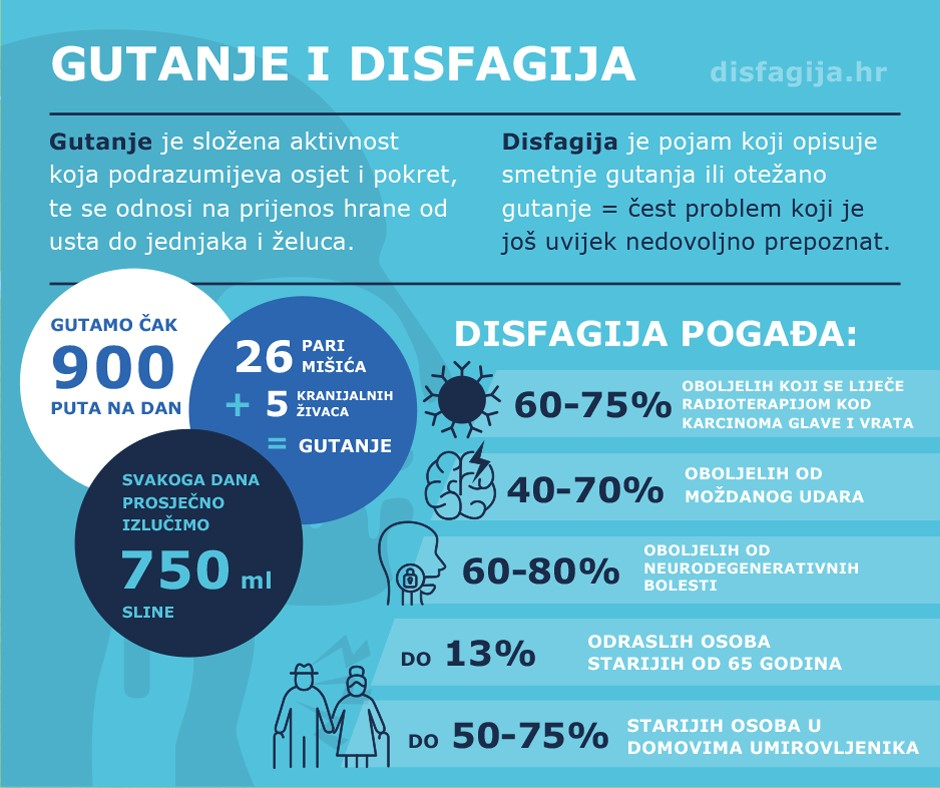 GUTANJE I DISFAGIJA
disfagija.hr
Gutanje je složena aktivnost
koja podrazumijeva osjet i pokret,
te se odnosi na prijenos hrane od
usta do jednjaka i želuca.
Disfagija je pojam koji opisuje
smetnje gutanja ili otežano
gutanje = čest problem koji je
još uvijek nedovoljno prepoznat.
GUTAMO ČAK
900
PUTA NA DAN
26 PARI
MIŠIĆA
+ 5 KRANIJALNIH
ŽIVACA
= GUTANJE
SVAKOGA DANA
PROSJEČNO
IZLUČIMO
750 ml
SLINE
DISFAGIJA POGAĐA:
60-75%
OBOLJELIH KOJI SE LIJEČE
RADIOTERAPIJOM KOD
KARCINOMA GLAVE I VRATA
40-70%
OBOLJELIH OD
MOŽDANOG UDARA
60-80%
OBOLJELIH OD
NEURODEGENERATIVNIH
BOLESTI
DO 13%
ODRASLIH OSOBA
STARIJIH OD 65 GODINA
DO 50-75%
STARIJIH OSOBA U
DOMOVIMA UMIROVLJENIKA